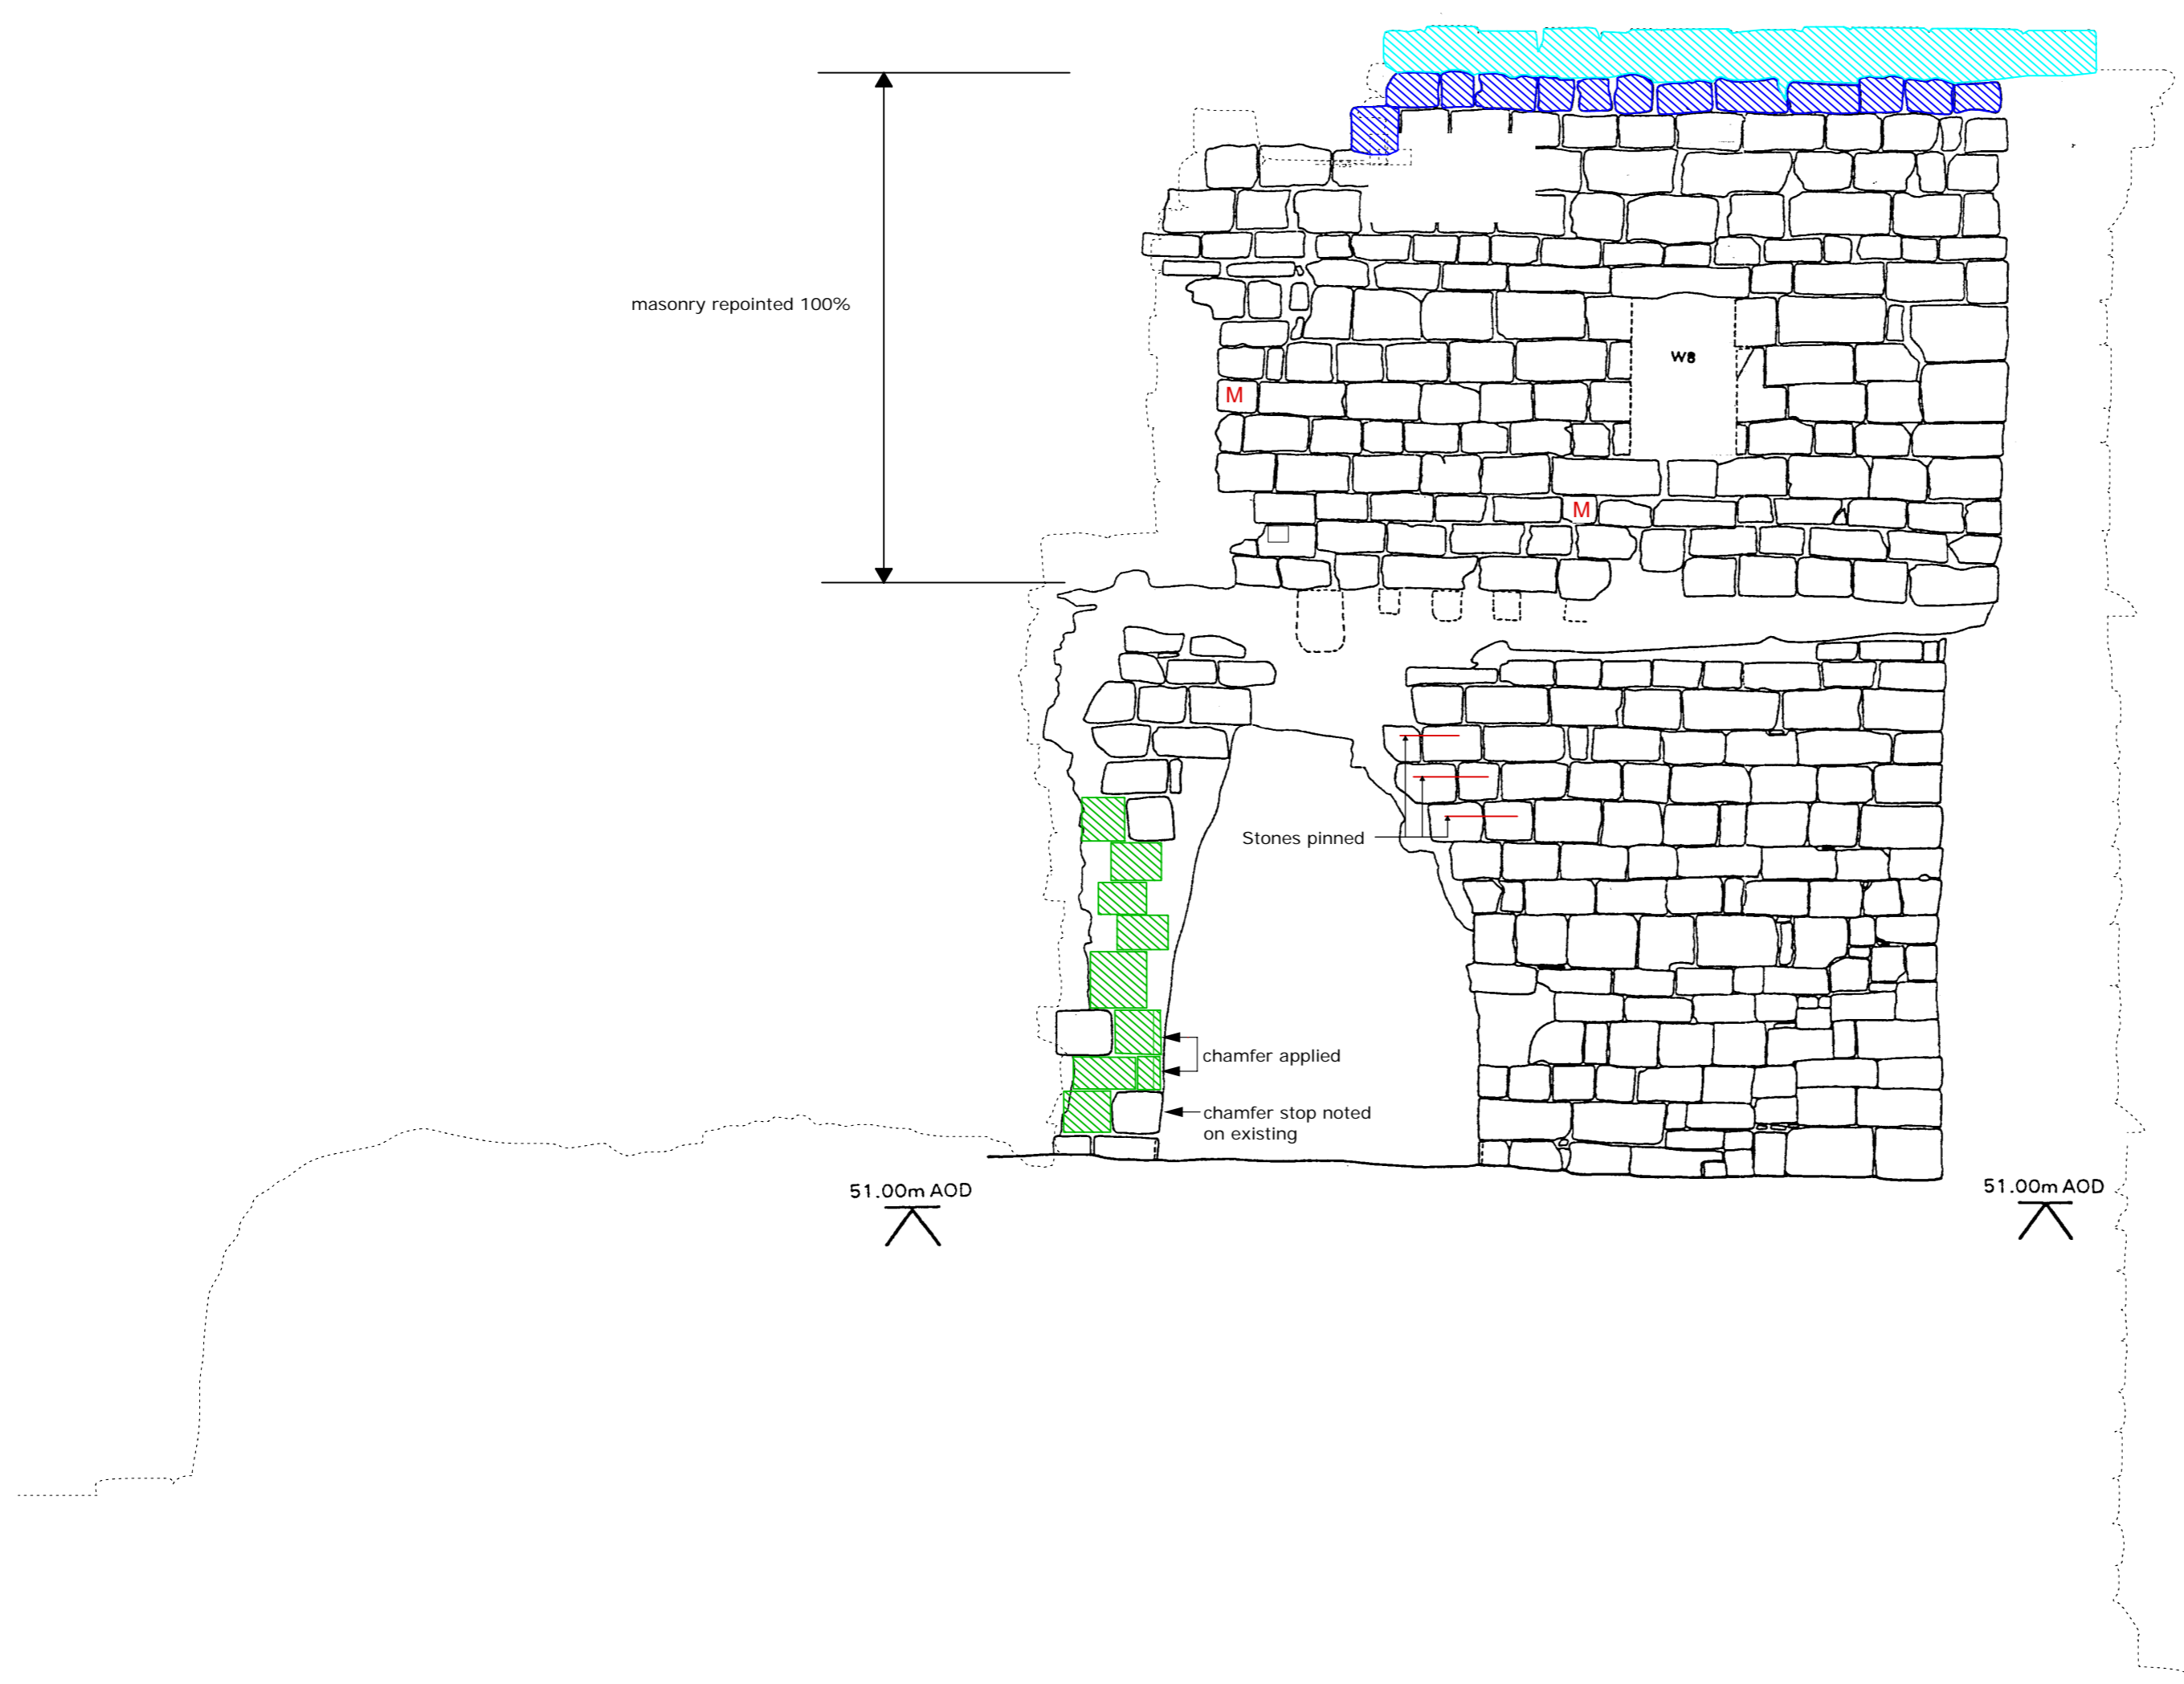 masonry repointed 100%
W8
M
M
Stones pinned
chamfer applied
chamfer stop noted
on existing
51.00m AOD
51.00m AOD